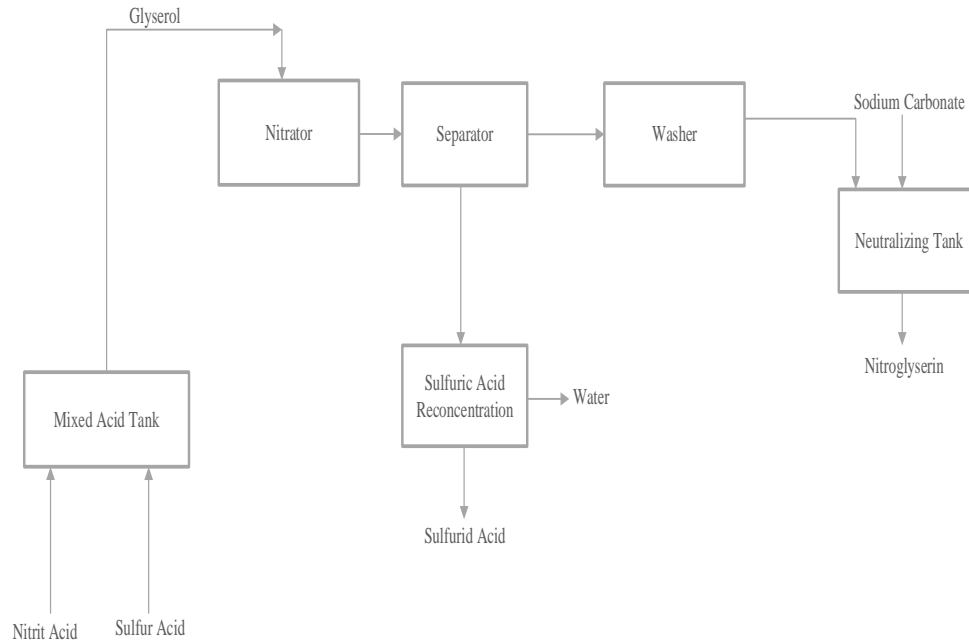 Glyserol
Nitrator
Separator
Washer
Sodium Carbonate
Neutralizing Tank
Nitroglyserin
Mixed Acid Tank
Sulfuric Acid
Reconcentration
Water
Sulfurid Acid
Nitrit Acid
Sulfur Acid